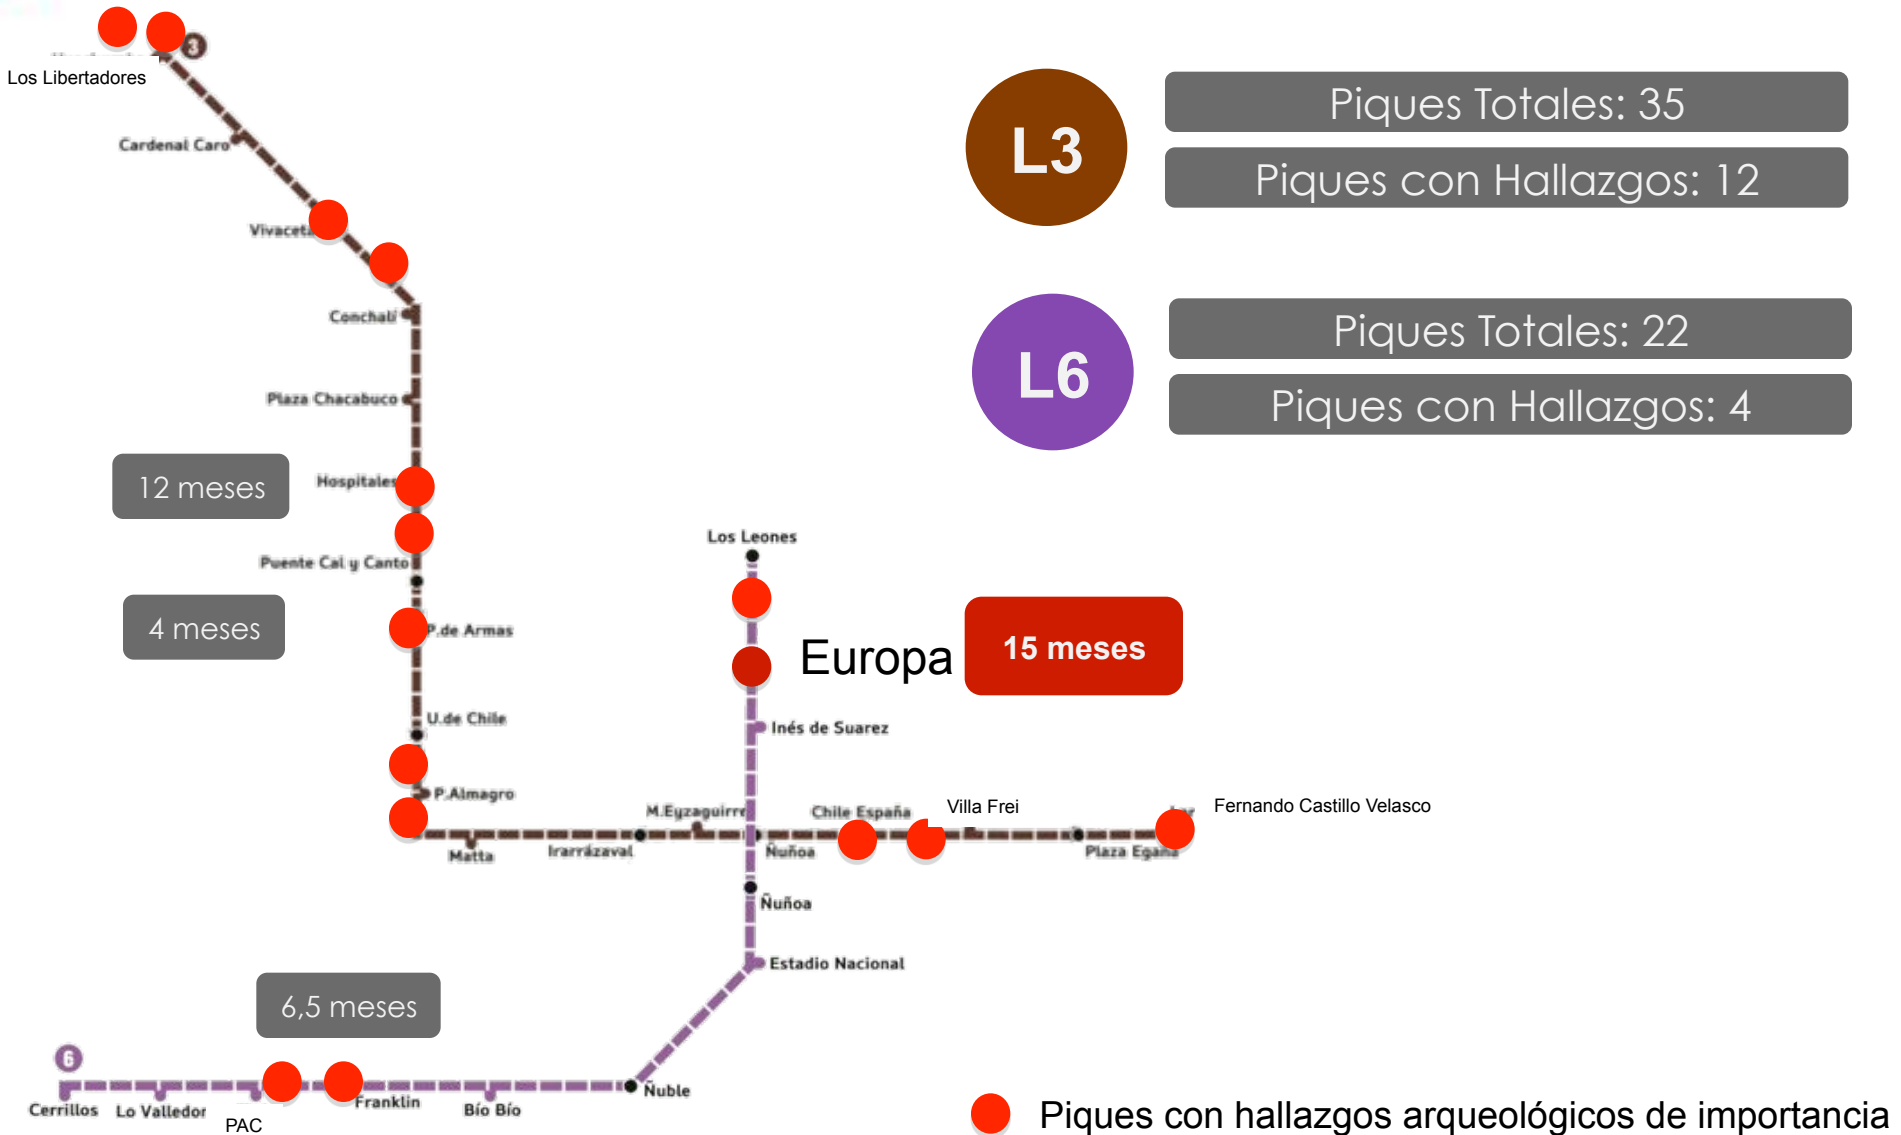 3
Los Libertadores
Cardenal Caro
Vivaceta
Conchalí
Plaza Chacabuco
12 meses
Hospitales
Puente Cal y Canto
4 meses
P.de Armas
U.de Chile
P.Almagro
Matta
Irarrázaval
M.Eyzaguirre
Ñuñoa
Chile España
Villa Frei
Plaza Egaña
Fernando Castillo Velasco
L3
Piques Totales: 35
Piques con Hallazgos: 12
L6
Piques Totales: 22
Piques con Hallazgos: 4
Los Leones
Europa
15 meses
Inés de Suarez
Ñuñoa
Estadio Nacional
6,5 meses
6
Cerrillos
Lo Valledor
PAC
Franklin
Bío Bío
Ñuble
Piques con hallazgos arqueológicos de importancia